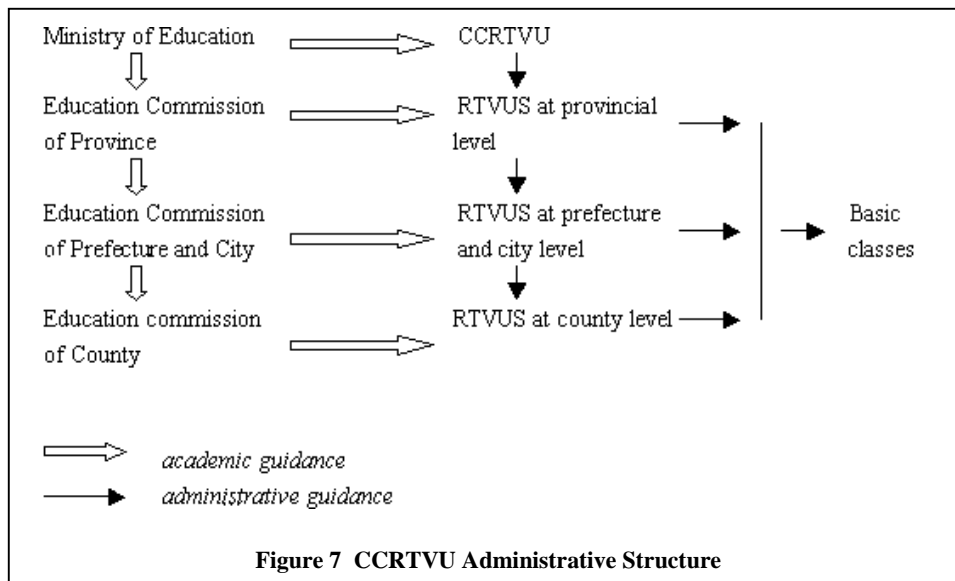 Ministry of Education
CCRTVU
Education Commission
of Province
RTVUS at provincial
level
Education Commission
of Prefecture and City
RTVUS at prefecture
and city level
Basic
classes
Education commission
of County
RTVUS at county level
academic guidance
administrative guidance
Figure 7 CCRTVU Administrative Structure